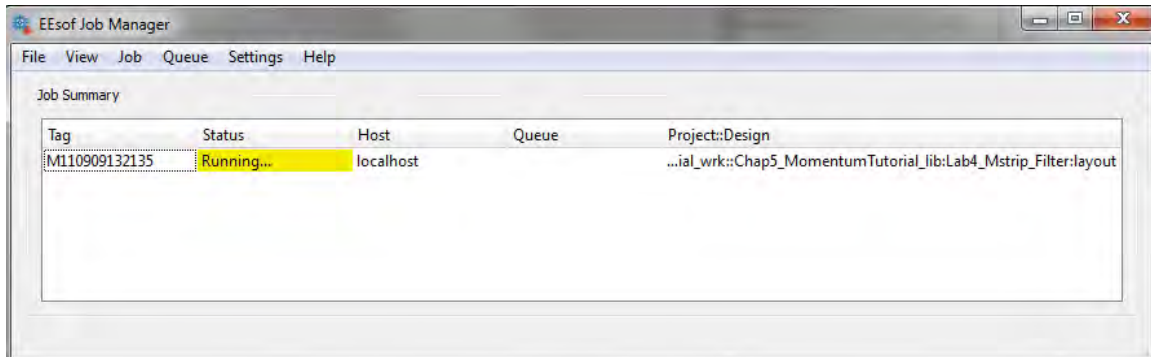 EEsof Job Manager
File View Job Queue Settings Help
Job Summary
Tag Status Host Queue Project::Design
M110909132135 Running... localhost ...ial_wrk::Chap5_MomentumTutorial_lib:Lab4_Mstrip_Filter:layout